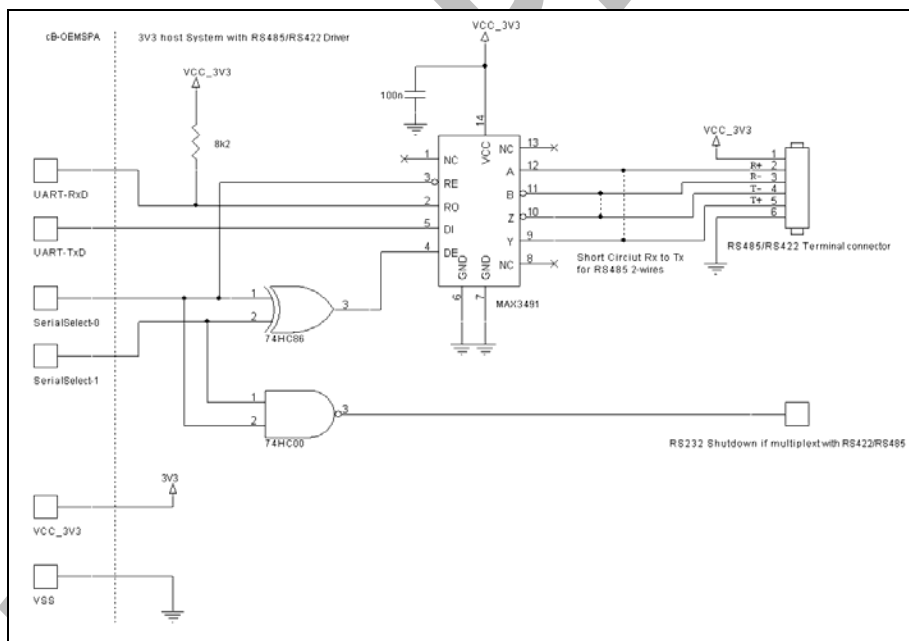 cB-OEMSPA
3V3 host System with RS485/RS422 Driver
VCC_3V3
VCC_3V3
100n
8k2
14
VCC
NC 13
1 NC
A 12
3 RE
B 11
2 RO
Z 10
5 DI
Y 9
4 DE
NC 8
GND
GND
6
7
MAX3491
VCC_3V3
1
R+ 2
R- 3
T- 4
T+ 5
6
RS485/RS422 Terminal connector
Short Circiut Rx to Tx
for RS485 2-wires
UART-RxD
UART-TxD
SerialSelect-0
1
2
3
74HC86
SerialSelect-1
1
2
3
74HC00
RS232 Shutdown if multiplext with RS422/RS485
3V3
VCC_3V3
VSS